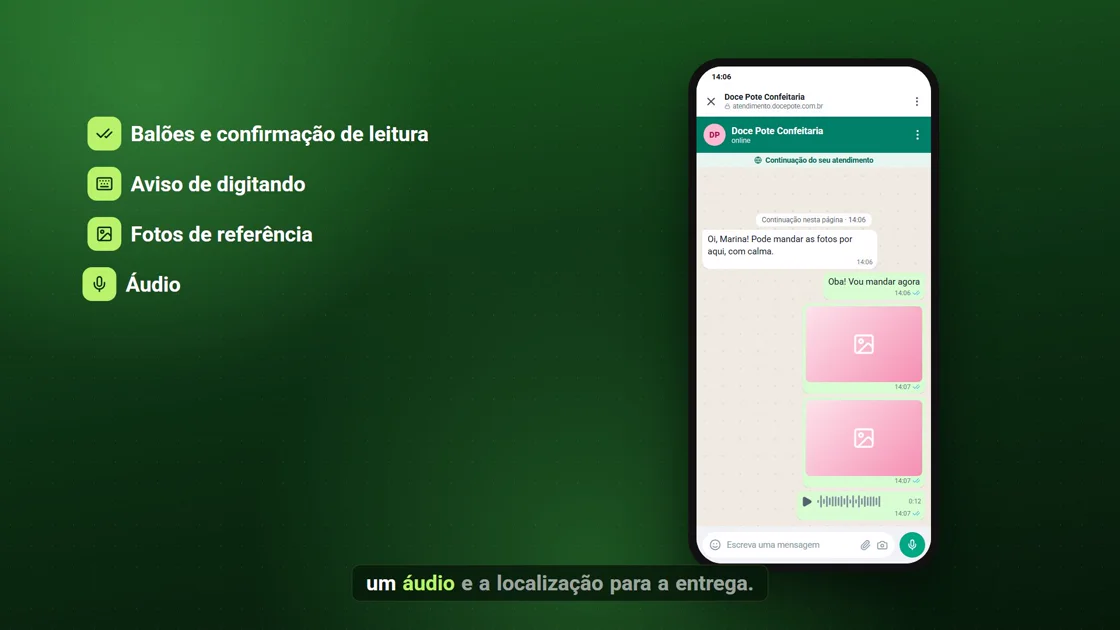 Balões e confirmação de leitura
Aviso de digitando
Fotos de referência
Áudio
14:06
Doce Pote Confeitaria
atendimento.docepote.com.br
DP
Doce Pote Confeitaria
online
Continuação do seu atendimento
Continuação nesta página · 14:06
Oi, Marina! Pode mandar as fotos por
aqui, com calma.
14:06
Oba! Vou mandar agora
14:06
14:07
14:07
0:12
14:07
Escreva uma mensagem
um áudio e a localização para a entrega.